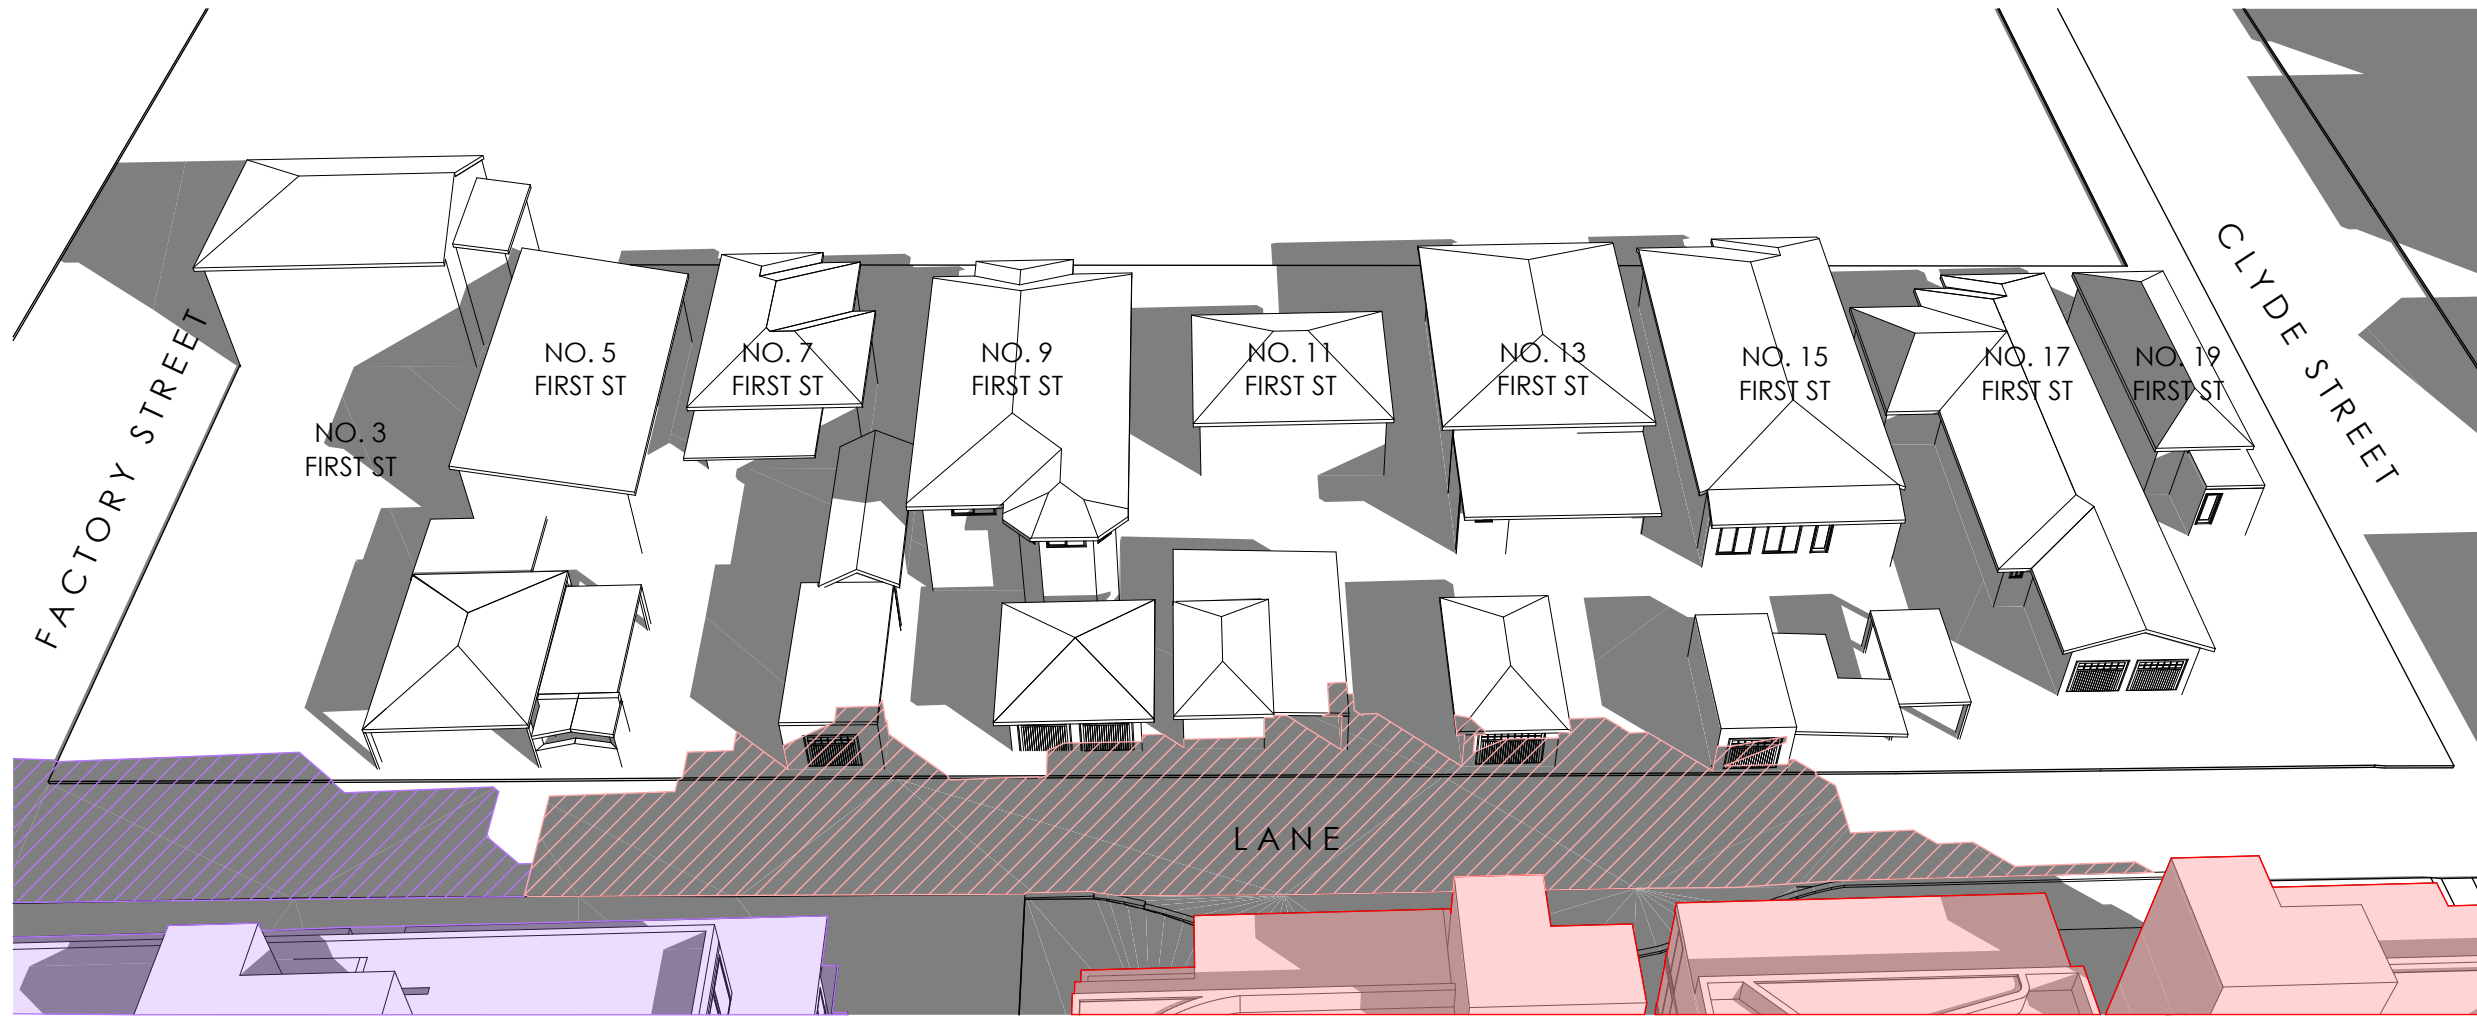 FACTORY STREET
NO. 3
FIRST ST
NO. 5
FIRST ST
NO. 7
FIRST ST
NO. 9
FIRST ST
NO. 11
FIRST ST
NO. 13
FIRST ST
NO. 15
FIRST ST
NO. 17
FIRST ST
NO. 19
FIRST ST
CLYDE STREET
LANE